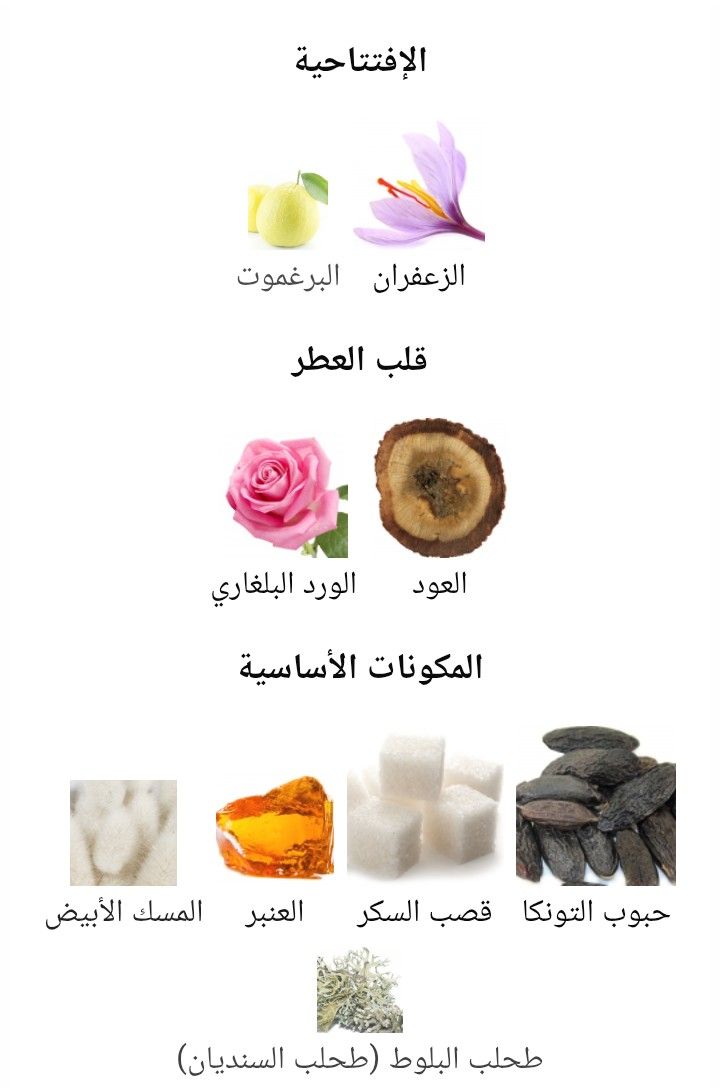 الإفتتاحية
الزعفران البرغموت
قلب العطر
العود الورد البلغاري
المكونات الأساسية
حبوب التونكا قصب السكر العنبر المسك الأبيض
طحلب البلوط (طحلب السنديان)